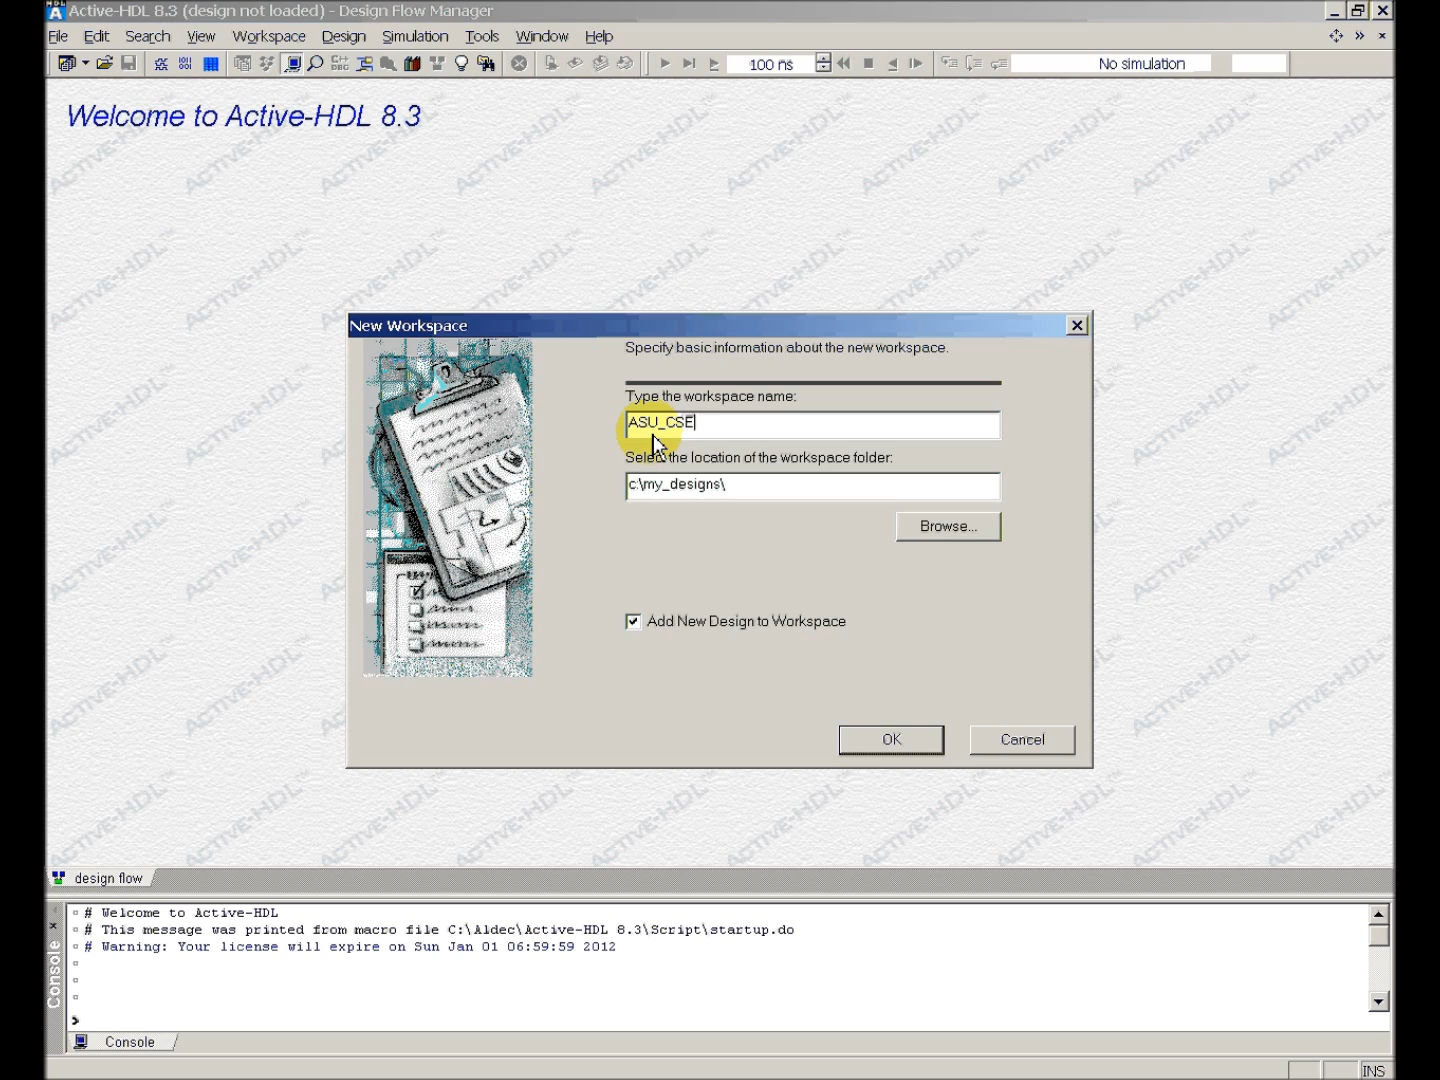 Active-HDL 8.3 (design not loaded) - Design Flow Manager
File Edit Search View Workspace Design Simulation Tools Window Help
100 ns No simulation
Welcome to Active-HDL 8.3
New Workspace
Specify basic information about the new workspace.
Type the workspace name:
ASU_CSE
Select the location of the workspace folder:
c:\my_designs\
Browse...
Add New Design to Workspace
OK Cancel
design flow
# Welcome to Active-HDL
# This message was printed from macro file C:\Aldec\Active-HDL 8.3\Script\startup.do
# Warning: Your license will expire on Sun Jan 01 06:59:59 2012
>
Console
Console
INS